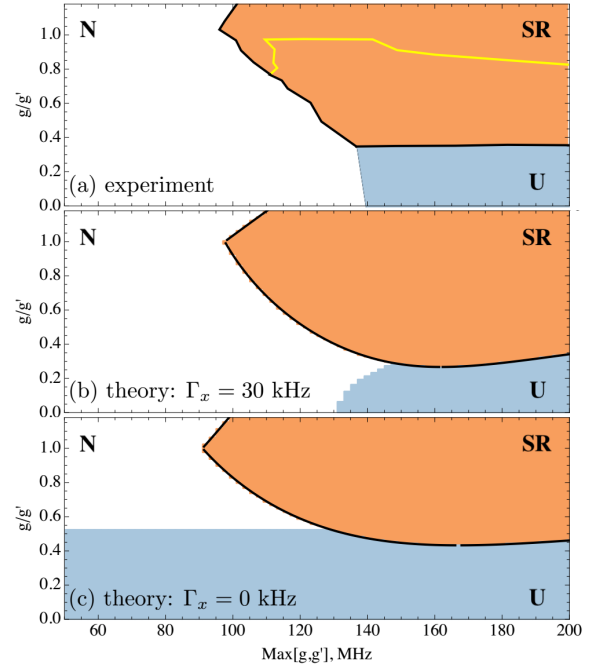 N SR
1.0
0.8
0.6
g/g'
0.4
0.2
0.0
(a) experiment U
N SR
1.0
0.8
0.6
g/g'
0.4
0.2
0.0
(b) theory: Γx = 30 kHz U
N SR
1.0
0.8
0.6
g/g'
0.4
0.2
0.0
(c) theory: Γx = 0 kHz U
60 80 100 120 140 160 180 200
Max[g,g'], MHz